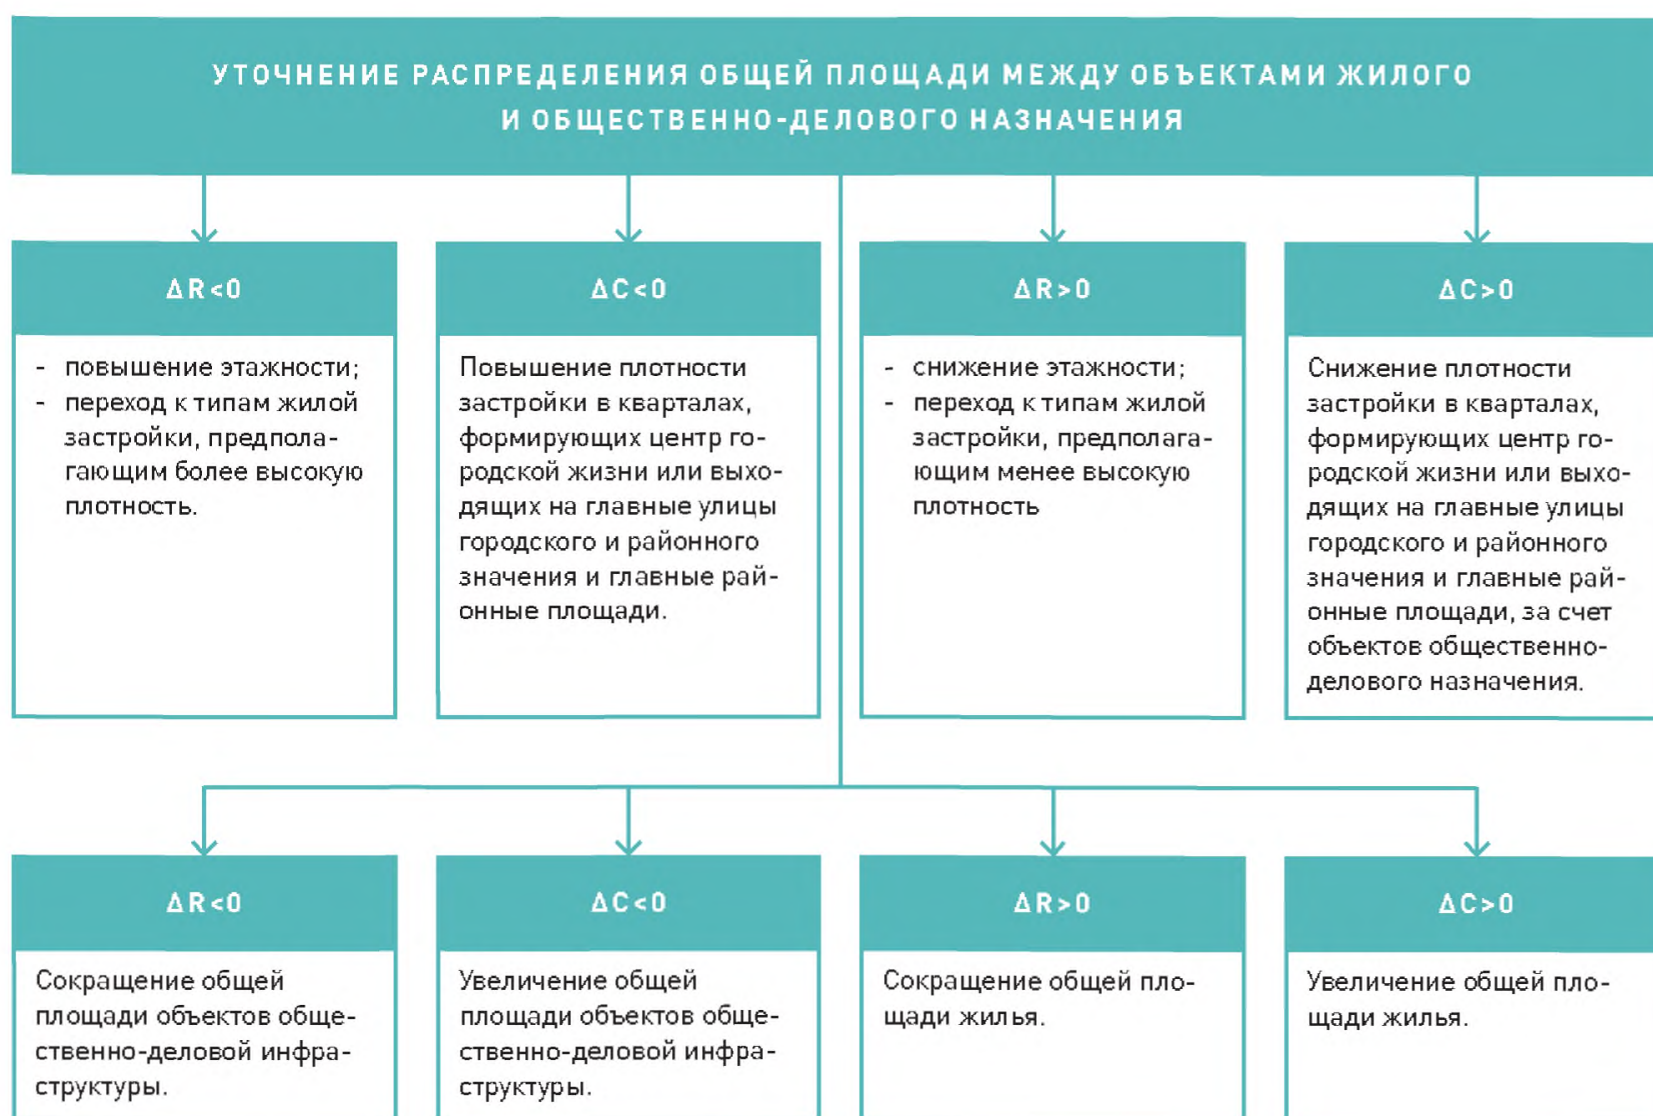 УТОЧНЕНИЕ РАСПРЕДЕЛЕНИЯ ОБЩЕЙ ПЛОЩАДИ МЕЖДУ ОБЪЕКТАМИ ЖИЛОГО
И ОБЩЕСТВЕННО-ДЕЛОВОГО НАЗНАЧЕНИЯ
ΔR<0
- повышение этажности;
- переход к типам жилой
застройки, предпола-
гающим более высокую
плотность.
ΔC<0
Повышение плотности
застройки в кварталах,
формирующих центр го-
родской жизни или выхо-
дящих на главные улицы
городского и районного
значения и главные рай-
онные площади.
ΔR>0
- снижение этажности;
- переход к типам жилой
застройки, предполага-
ющим менее высокую
плотность
ΔC>0
Снижение плотности
застройки в кварталах,
формирующих центр го-
родской жизни или выхо-
дящих на главные улицы
городского и районного
значения и главные рай-
онные площади, за счет
объектов общественно-
делового назначения.
ΔR<0
Сокращение общей
площади объектов обще-
ственно-деловой инфра-
структуры.
ΔC<0
Увеличение общей
площади объектов обще-
ственно-деловой инфра-
структуры.
ΔR>0
Сокращение общей пло-
щади жилья.
ΔC>0
Увеличение общей пло-
щади жилья.